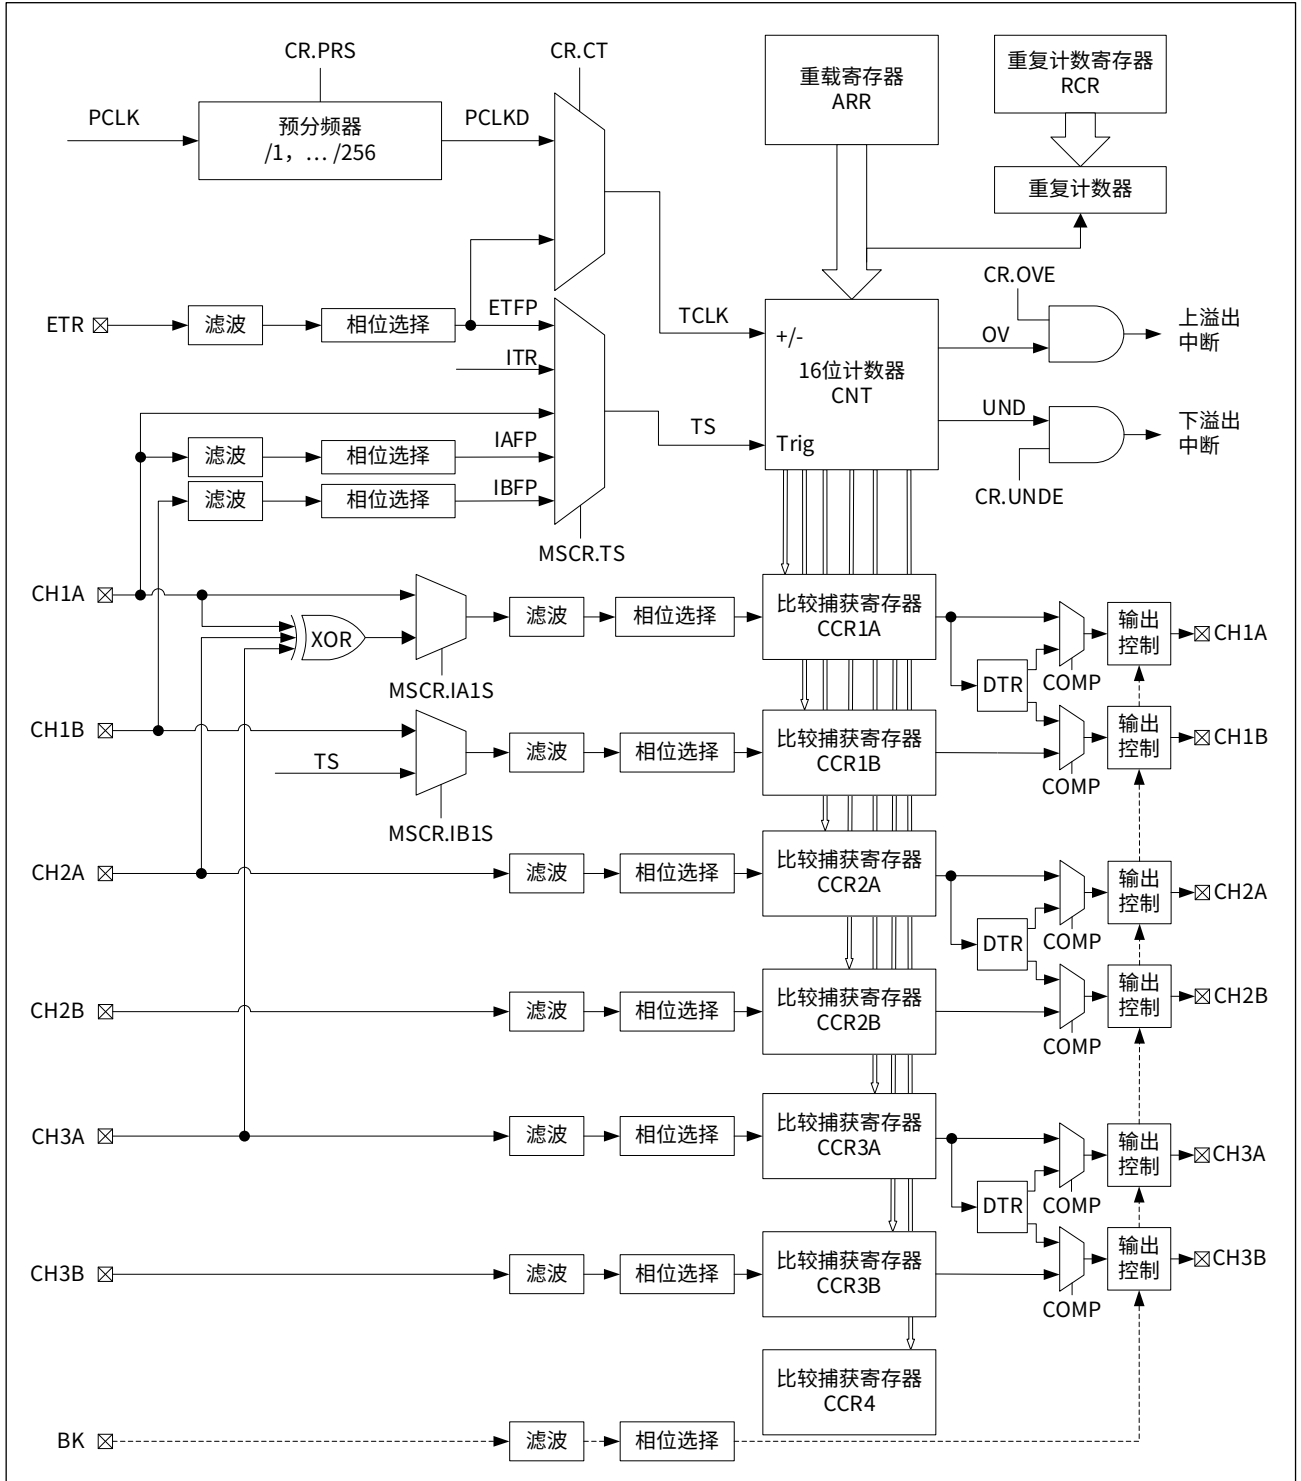 CR.PRS
CR.CT
重载寄存器
ARR
重复计数寄存器
RCR
PCLK
预分频器
/1，… /256
PCLKD
重复计数器
CR.OVE
ETR
滤波
相位选择
ETFP
TCLK
+/-
16位计数器
CNT
Trig
OV
上溢出
中断
ITR
UND
下溢出
中断
TS
滤波
相位选择
IAFP
滤波
相位选择
IBFP
CR.UNDE
MSCR.TS
CH1A
XOR
滤波
相位选择
比较捕获寄存器
CCR1A
输出
控制
CH1A
MSCR.IA1S
DTR
COMP
CH1B
TS
滤波
相位选择
比较捕获寄存器
CCR1B
输出
控制
CH1B
COMP
MSCR.IB1S
CH2A
滤波
相位选择
比较捕获寄存器
CCR2A
输出
控制
CH2A
DTR
COMP
CH2B
滤波
相位选择
比较捕获寄存器
CCR2B
输出
控制
CH2B
COMP
CH3A
滤波
相位选择
比较捕获寄存器
CCR3A
输出
控制
CH3A
DTR
COMP
CH3B
滤波
相位选择
比较捕获寄存器
CCR3B
输出
控制
CH3B
COMP
比较捕获寄存器
CCR4
BK
滤波
相位选择